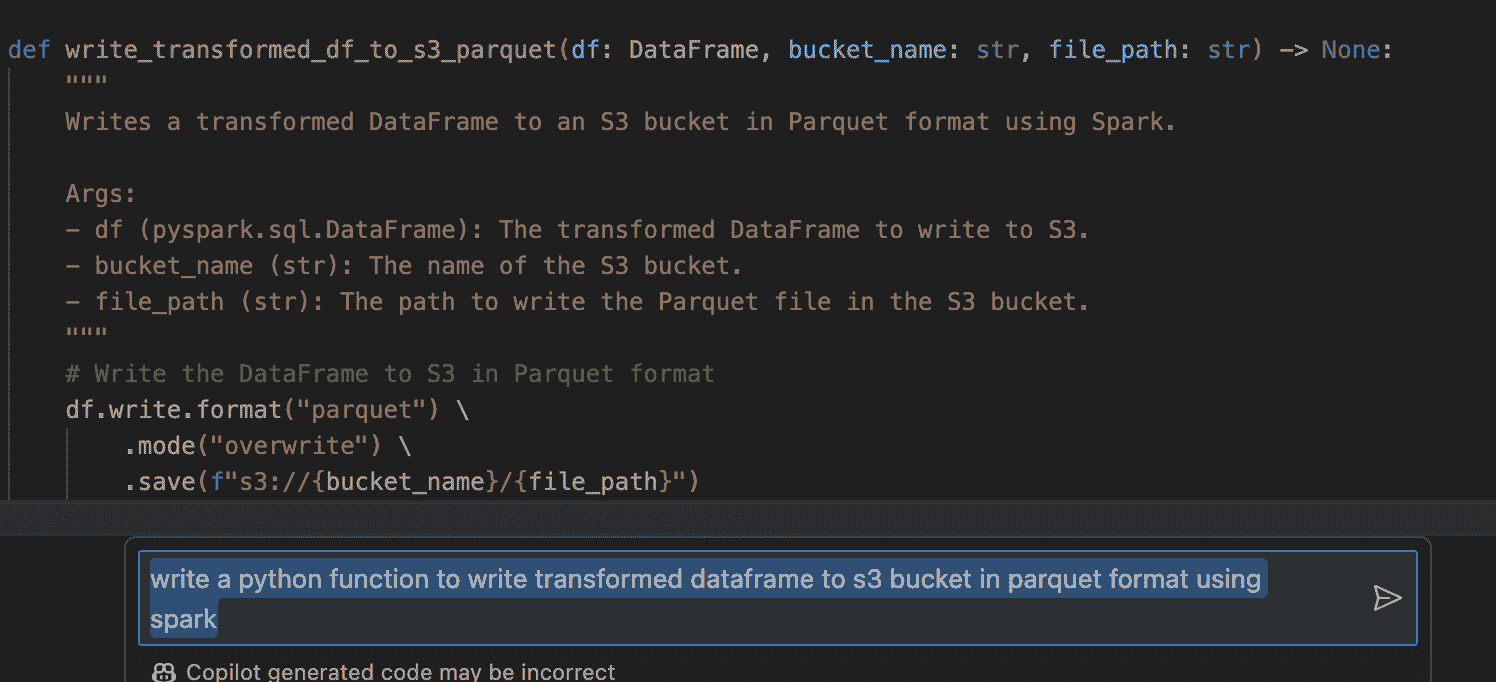 def write_transformed_df_to_s3_parquet(df: DataFrame, bucket_name: str, file_path: str) -> None:
"""
Writes a transformed DataFrame to an S3 bucket in Parquet format using Spark.
Args:
- df (pyspark.sql.DataFrame): The transformed DataFrame to write to S3.
- bucket_name (str): The name of the S3 bucket.
- file_path (str): The path to write the Parquet file in the S3 bucket.
"""
# Write the DataFrame to S3 in Parquet format
df.write.format("parquet") \
.mode("overwrite") \
.save(f"s3://{bucket_name}/{file_path}")
write a python function to write transformed dataframe to s3 bucket in parquet format using
spark
Copilot generated code may be incorrect